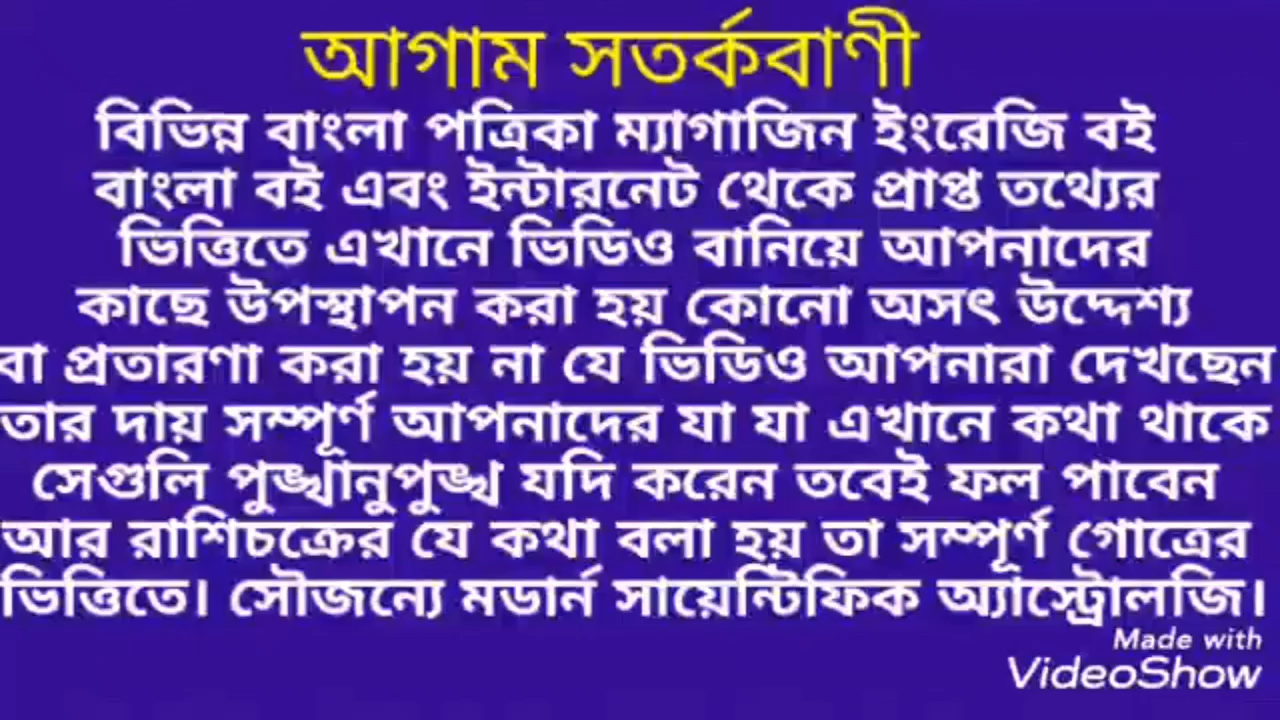 আগাম সতর্কবাণী
বিভিন্ন বাংলা পত্রিকা ম্যাগাজিন ইংরেজি বই
বাংলা বই এবং ইন্টারনেট থেকে প্রাপ্ত তথ্যের
ভিত্তিতে এখানে ভিডিও বানিয়ে আপনাদের
কাছে উপস্থাপন করা হয় কোনো অসৎ উদ্দেশ্য
বা প্রতারণা করা হয় না যে ভিডিও আপনারা দেখছেন
তার দায় সম্পূর্ণ আপনাদের যা যা এখানে কথা থাকে
সেগুলি পুঙ্খানুপুঙ্খ যদি করেন তবেই ফল পাবেন
আর রাশিচক্রের যে কথা বলা হয় তা সম্পূর্ণ গোত্রের
ভিত্তিতে। সৌজন্যে মডার্ন সায়েন্টিফিক অ্যাস্ট্রোলজি।
Made with
VideoShow